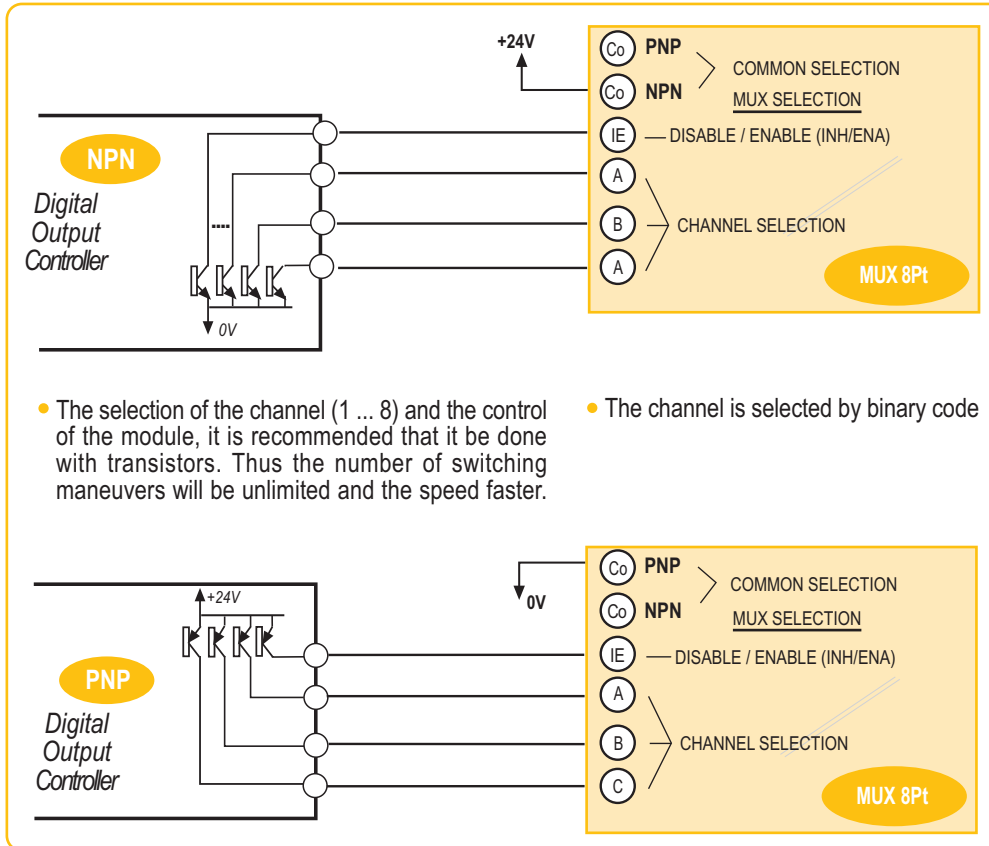 +24V
Co PNP
COMMON SELECTION
Co NPN
MUX SELECTION
IE DISABLE / ENABLE (INH/ENA)
NPN
A
Digital
Output
Controller
....
B CHANNEL SELECTION
A
MUX 8Pt
0V
• The selection of the channel (1 ... 8) and the control
of the module, it is recommended that it be done
with transistors. Thus the number of switching
maneuvers will be unlimited and the speed faster.
• The channel is selected by binary code
Co PNP
COMMON SELECTION
0V
Co NPN
MUX SELECTION
+24V
IE DISABLE / ENABLE (INH/ENA)
PNP
A
Digital
Output
Controller
B CHANNEL SELECTION
C
MUX 8Pt